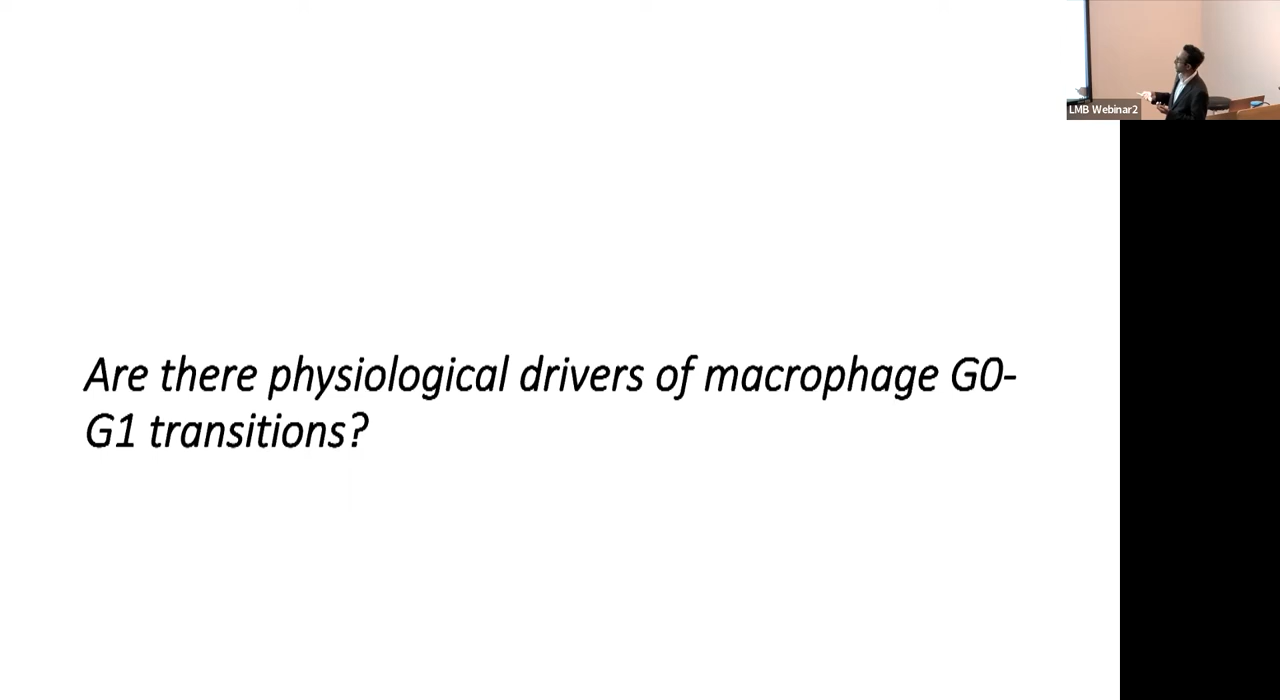 LMB Webinar2
Are there physiological drivers of macrophage G0-
G1 transitions?